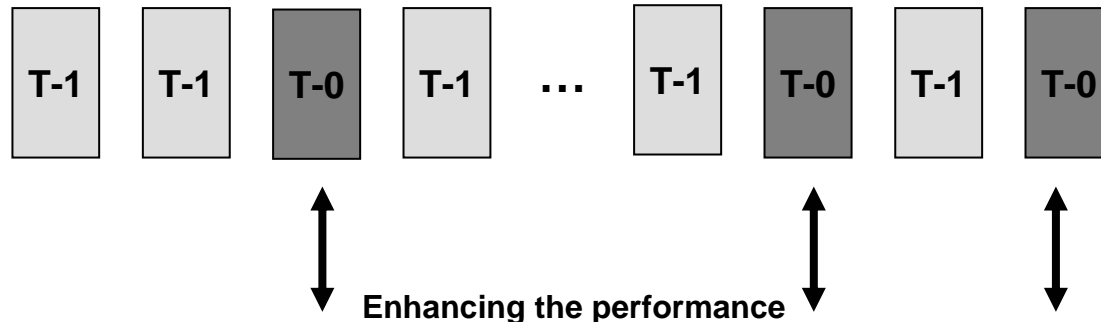 T-1 T-1 T-0 T-1 ... T-1 T-0 T-1 T-0
Enhancing the performance